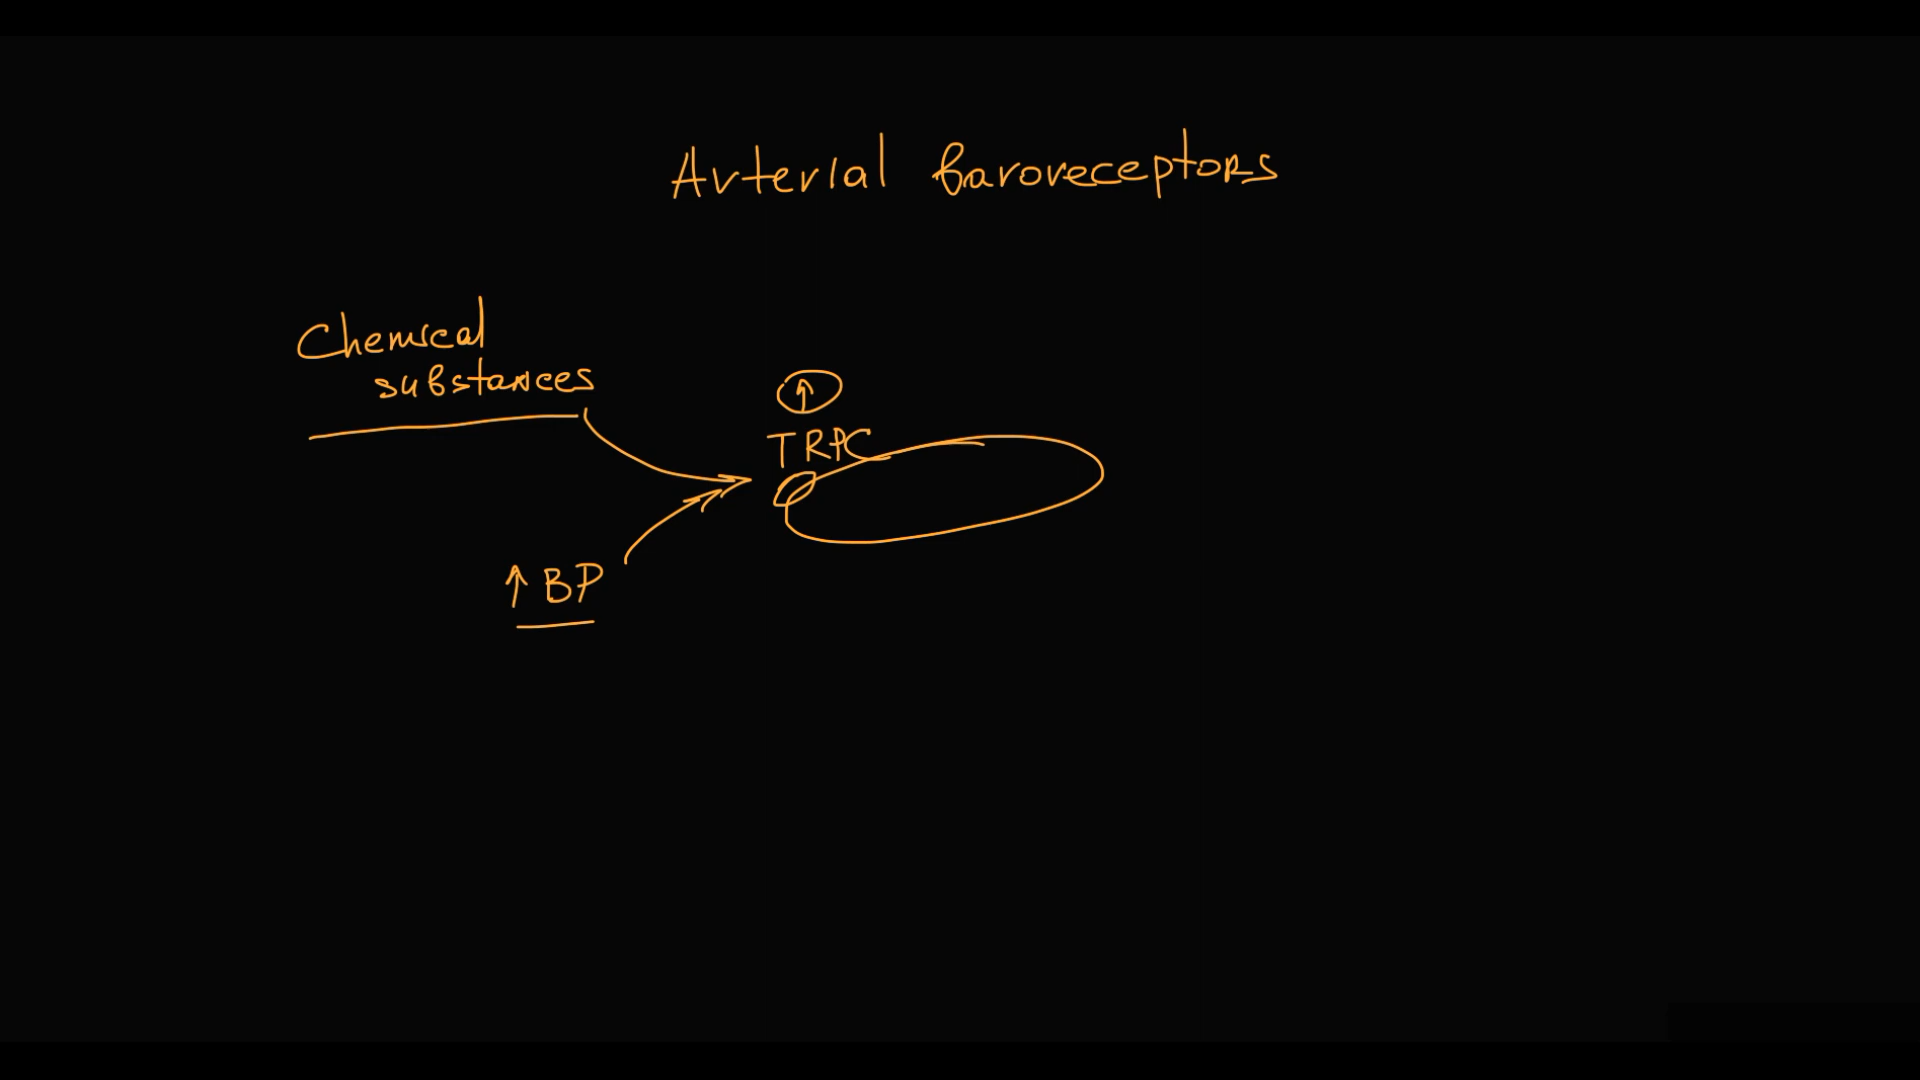 Arterial baroreceptors
Chemical
substances
↑
TRPC
↑ BP